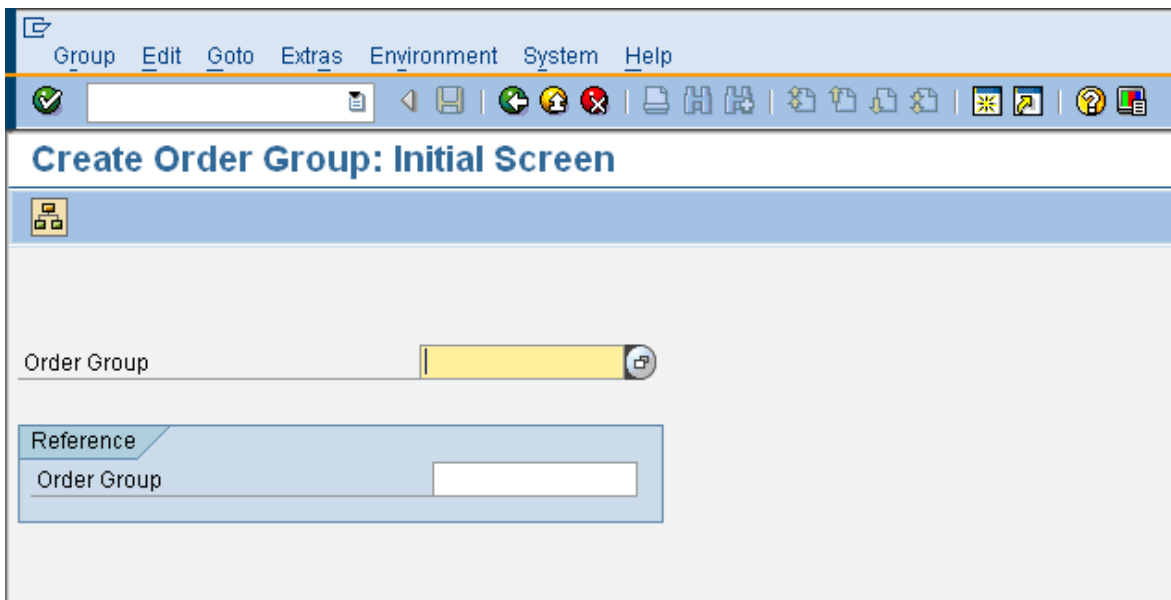 Group Edit Goto Extras Environment System Help
Create Order Group: Initial Screen
Order Group
Reference
Order Group